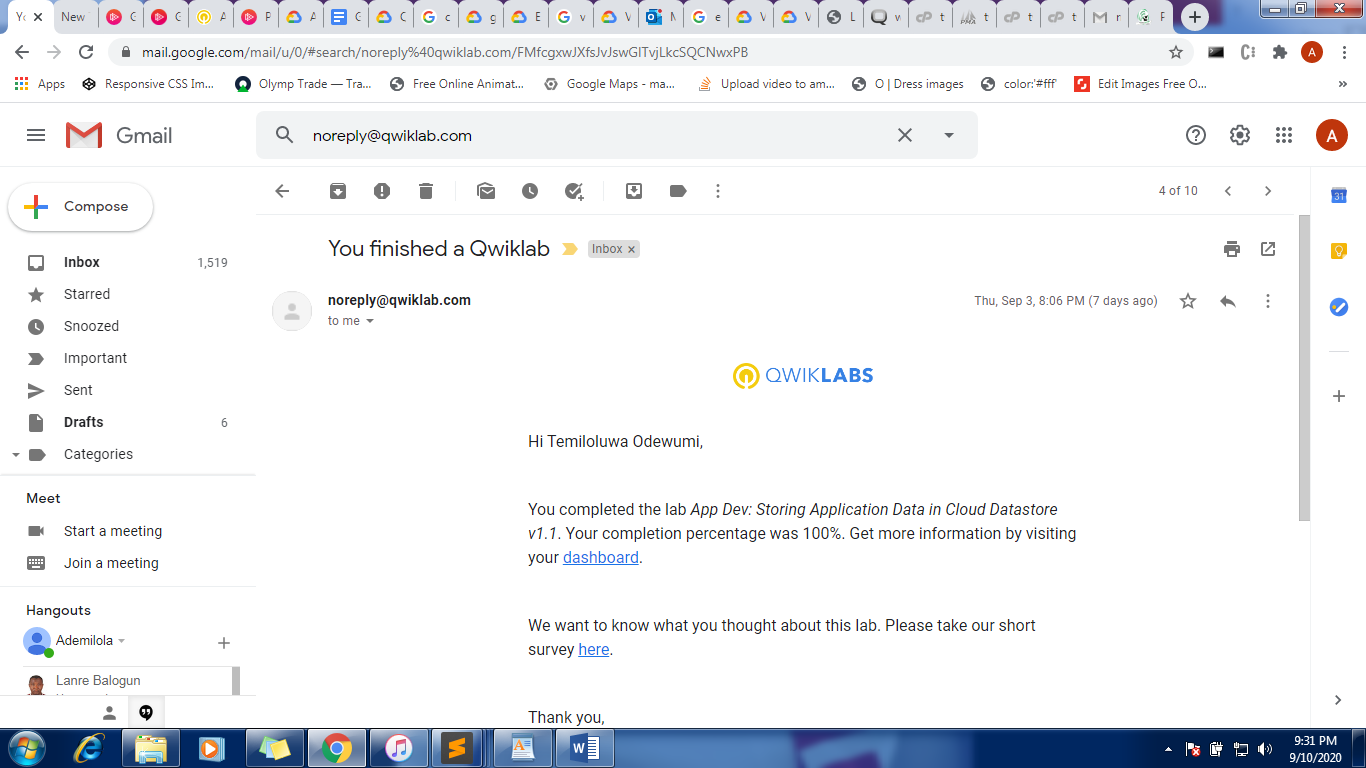 Yo
New
G
G
A
P
A
G
C
c
g
E
v
V
N
e
V
V
L
w
t
t
t
t
n
F
mail.google.com/mail/u/0/#search/noreply%40qwiklab.com/FMfcgxwJXfsJvJswGlTvjLkcSQCNwxPB
A
Apps
Responsive CSS Im...
Olymp Trade — Tra...
Free Online Animat...
Google Maps - ma...
Upload video to am...
O | Dress images
color:'#fff'
Edit Images Free O...
»
Gmail
noreply@qwiklab.com
A
Compose
4 of 10
31
You finished a Qwiklab
Inbox x
Inbox 1,519
Starred
Snoozed
Important
Sent
Drafts 6
Categories
noreply@qwiklab.com
Thu, Sep 3, 8:06 PM (7 days ago)
to me
QWIKLABS
Hi Temiloluwa Odewumi,
You completed the lab App Dev: Storing Application Data in Cloud Datastore
v1.1. Your completion percentage was 100%. Get more information by visiting
your dashboard.
We want to know what you thought about this lab. Please take our short
survey here.
Thank you,
Meet
Start a meeting
Join a meeting
Hangouts
Ademilola
Lanre Balogun
9:31 PM
9/10/2020